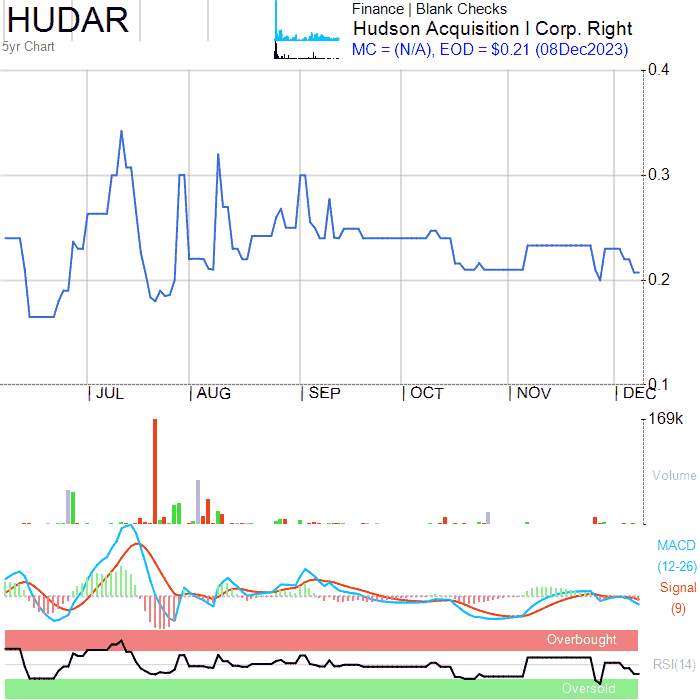 HUDAR
5yr Chart
Finance | Blank Checks
Hudson Acquisition I Corp. Right
MC = (N/A), EOD = $0.21 (08Dec2023)
0.4
0.3
0.2
0.1
JUL AUG SEP OCT NOV DEC
169k
Volume
MACD
(12-26)
Signal
(9)
Overbought
RSI(14)
Oversold